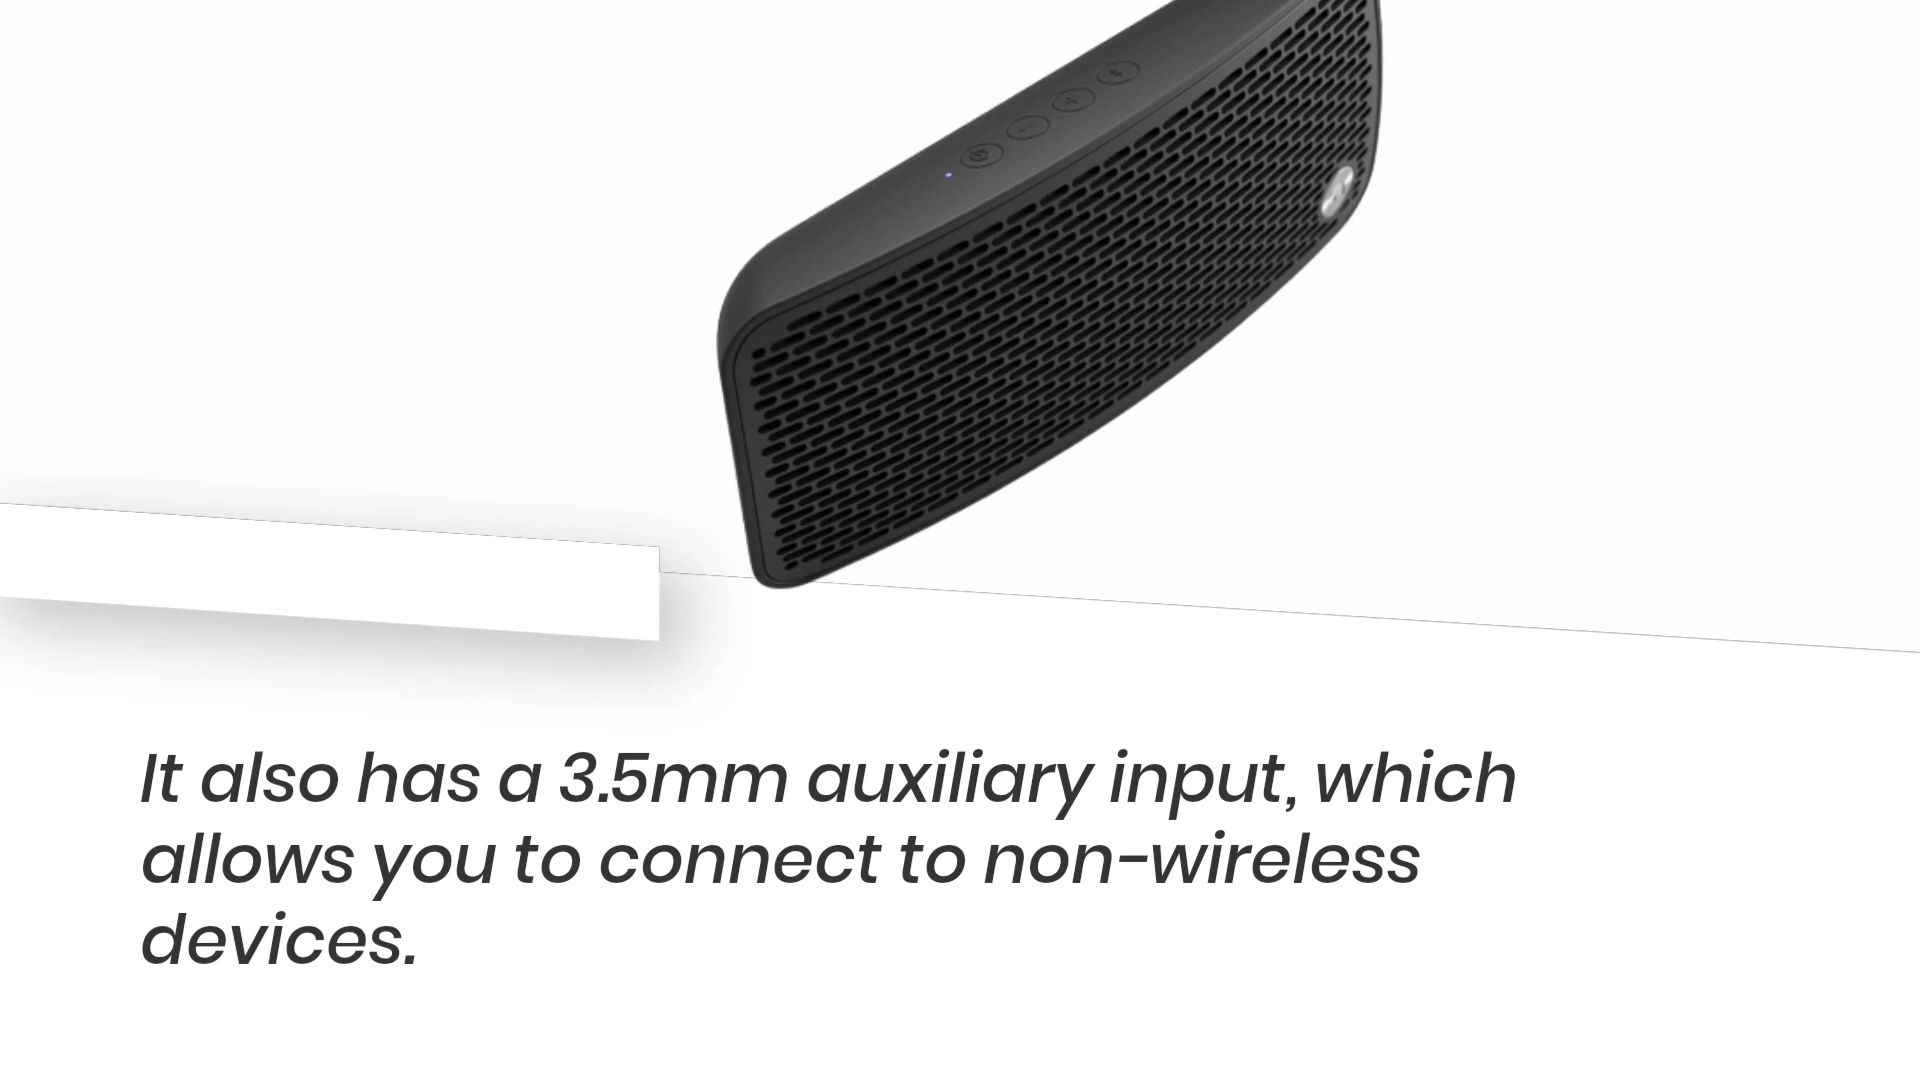 It also has a 3.5mm auxiliary input, which
allows you to connect to non-wireless
devices.